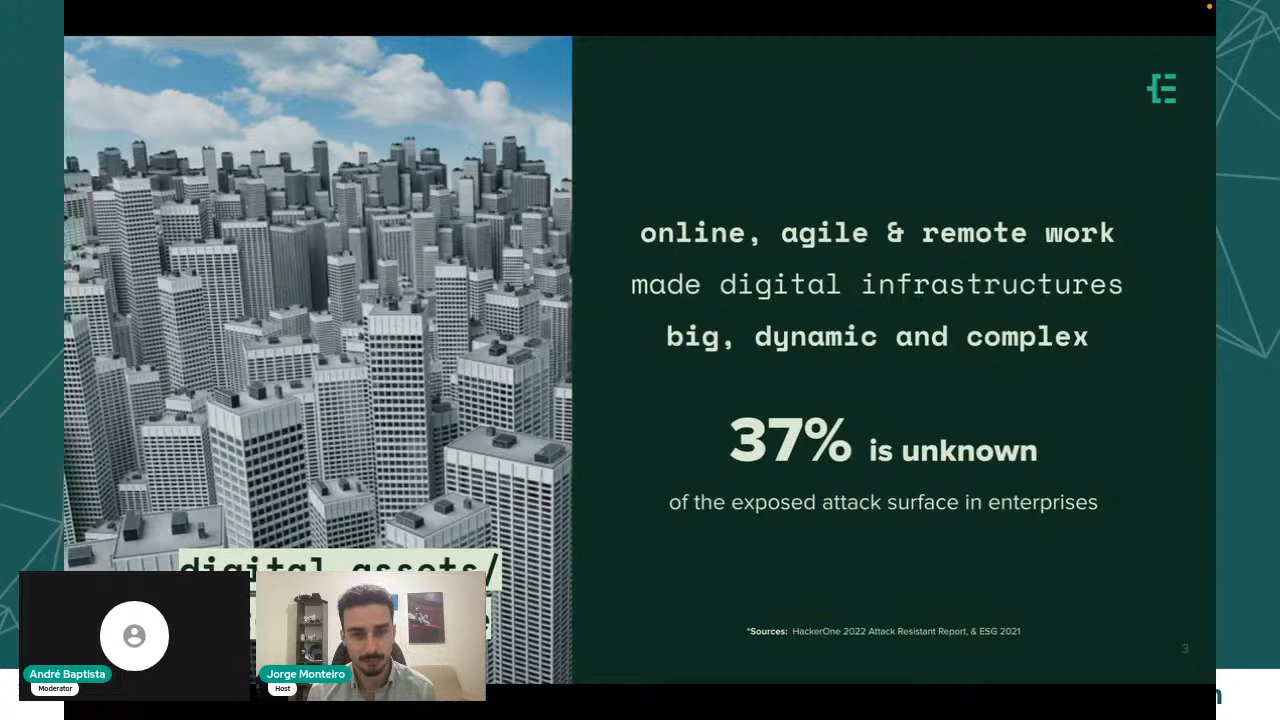 online, agile & remote work
made digital infrastructures
big, dynamic and complex
37% is unknown
of the exposed attack surface in enterprises
digital assets/
*Sources: HackerOne 2022 Attack Resistant Report, & ESG 2021
3
André Baptista
Moderator
Jorge Monteiro
Host